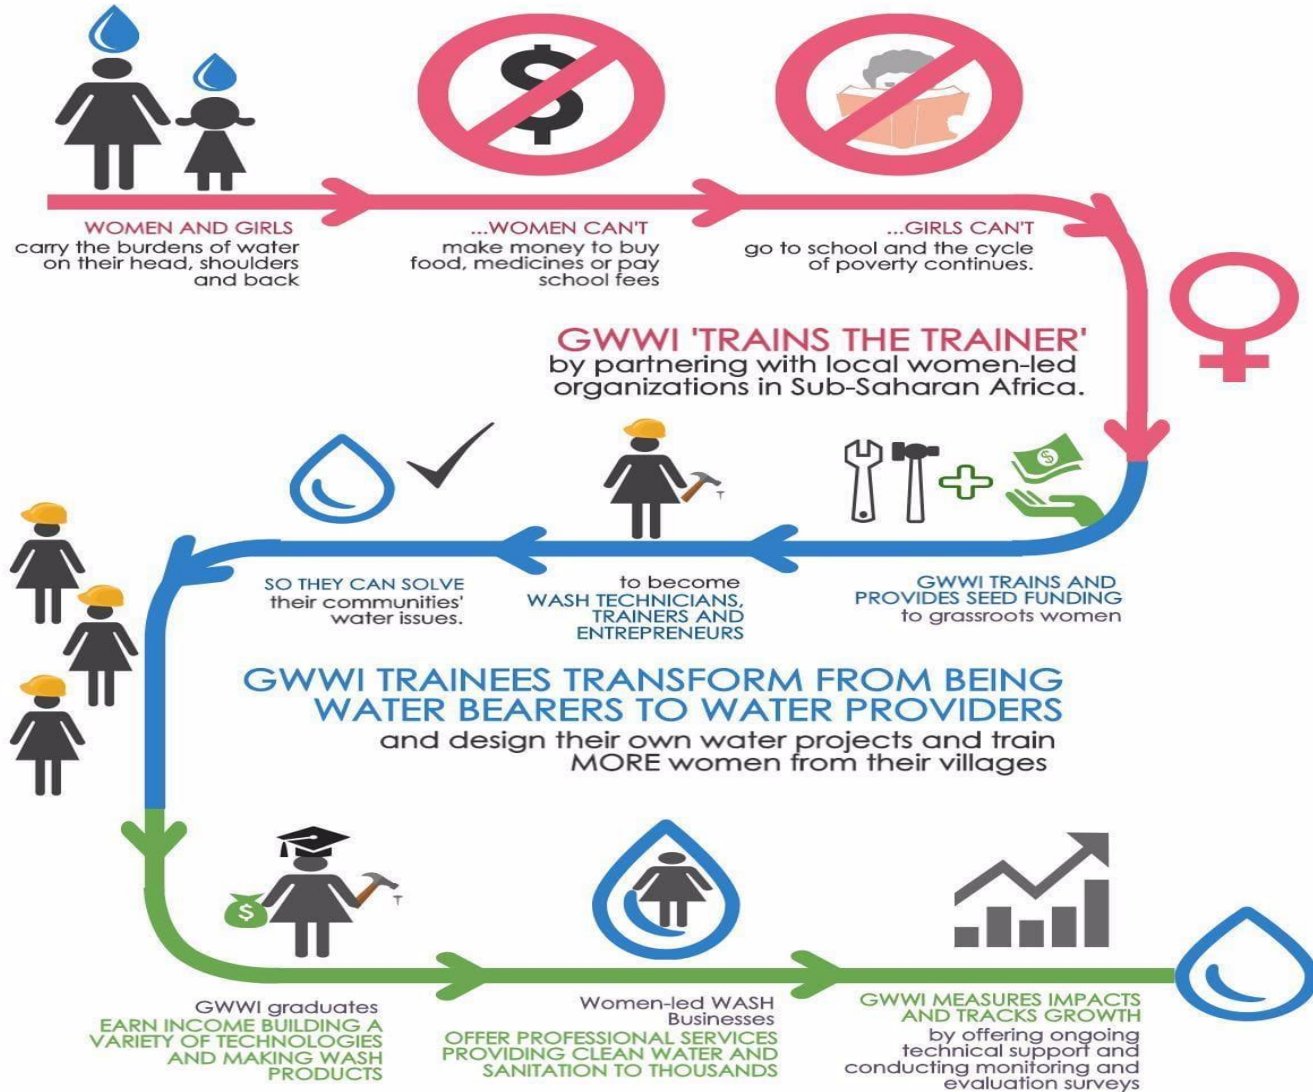 WOMEN AND GIRLS
carry the burdens of water
on their head, shoulders
and back
...WOMEN CAN'T
make money to buy
food, medicines or pay
school fees
...GIRLS CAN'T
go to school and the cycle
of poverty continues.
GWWI 'TRAINS THE TRAINER'
by partnering with local women-led
organizations in Sub-Saharan Africa.
GWWI TRAINS AND
PROVIDES SEED FUNDING
to grassroots women
to become
WASH TECHNICIANS,
TRAINERS AND
ENTREPRENEURS
SO THEY CAN SOLVE
their communities'
water issues.
GWWI TRAINEES TRANSFORM FROM BEING
WATER BEARERS TO WATER PROVIDERS
and design their own water projects and train
MORE women from their villages
GWWI graduates
EARN INCOME BUILDING A
VARIETY OF TECHNOLOGIES
AND MAKING WASH
PRODUCTS
Women-led WASH
Businesses
OFFER PROFESSIONAL SERVICES
PROVIDING CLEAN WATER AND
SANITATION TO THOUSANDS
GWWI MEASURES IMPACTS
AND TRACKS GROWTH
by offering ongoing
technical support and
conducting monitoring and
evaluation surveys